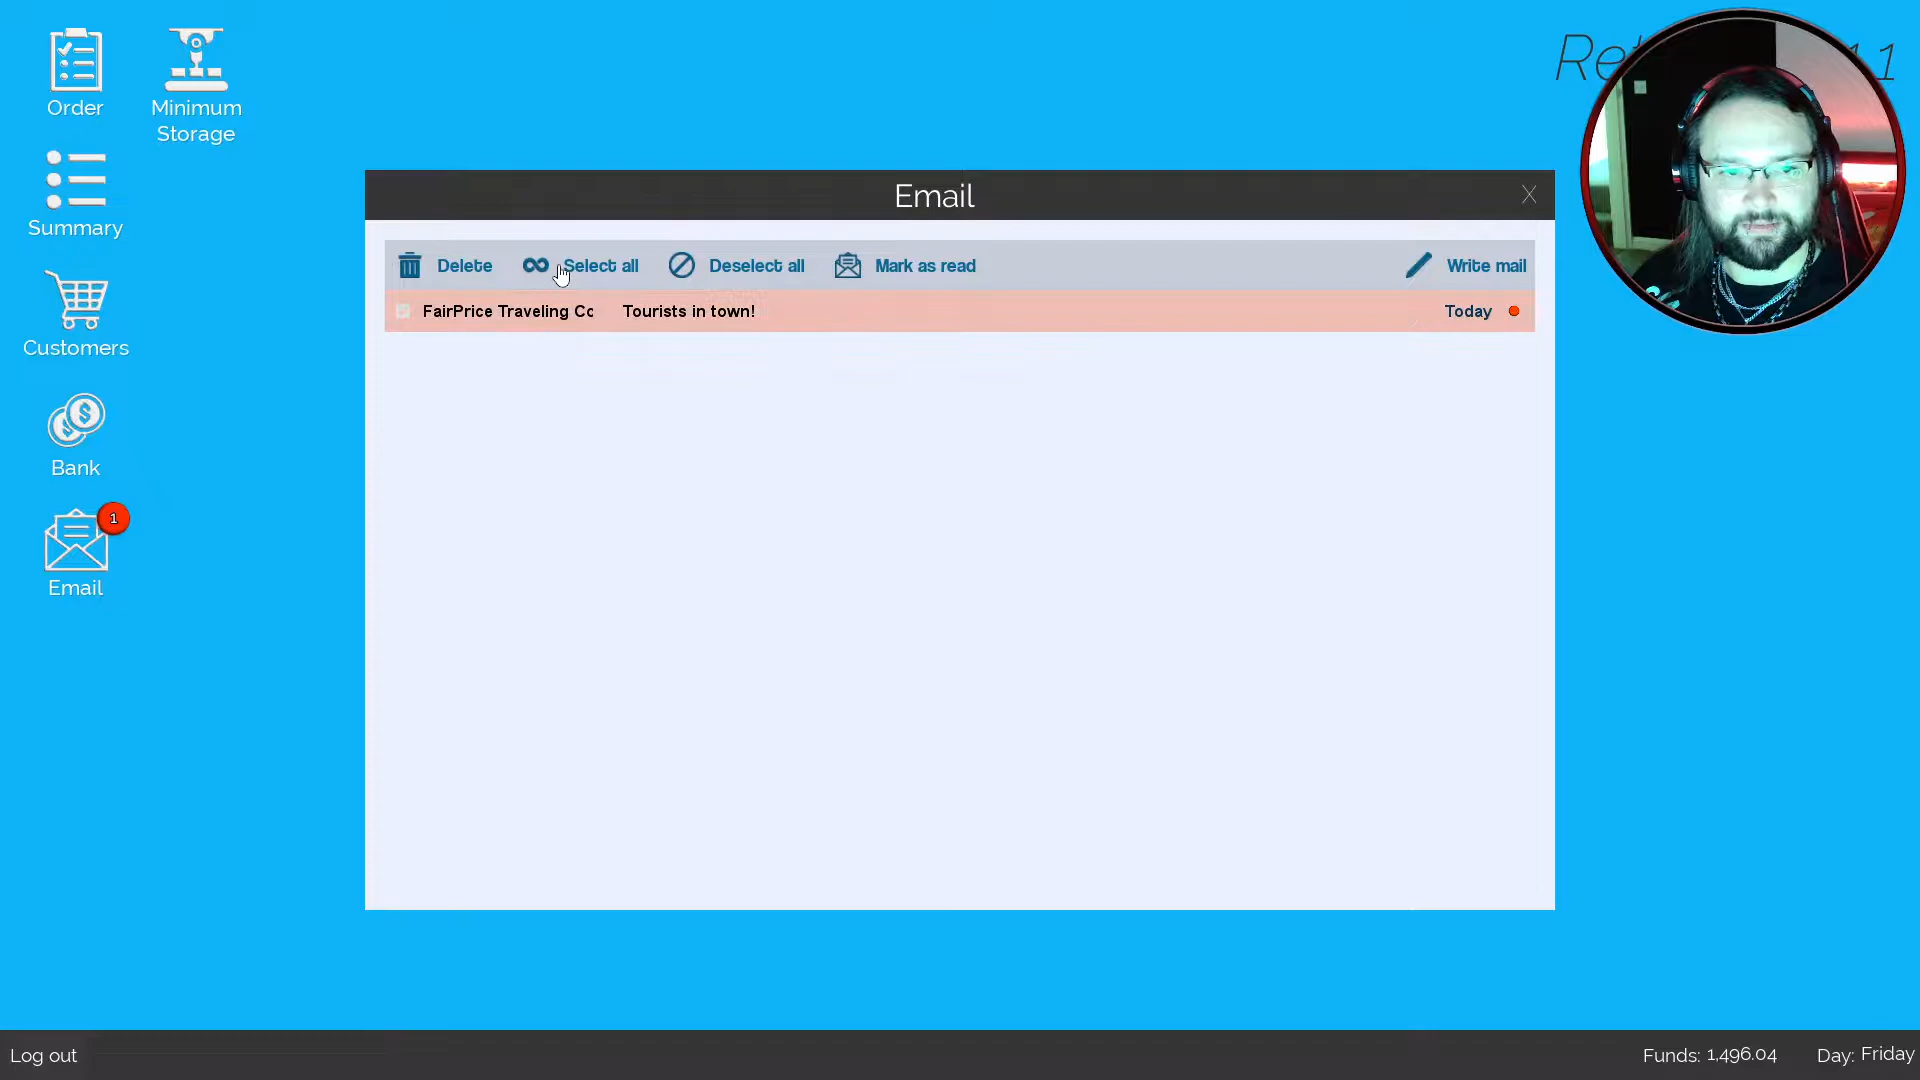 Order
Minimum
Storage
Summary
Customers
Bank
1
Email
Email
X
Delete
Select all
Deselect all
Mark as read
Write mail
FairPrice Traveling Co
Tourists in town!
Today
Log out
Funds: 1,496.04
Day: Friday